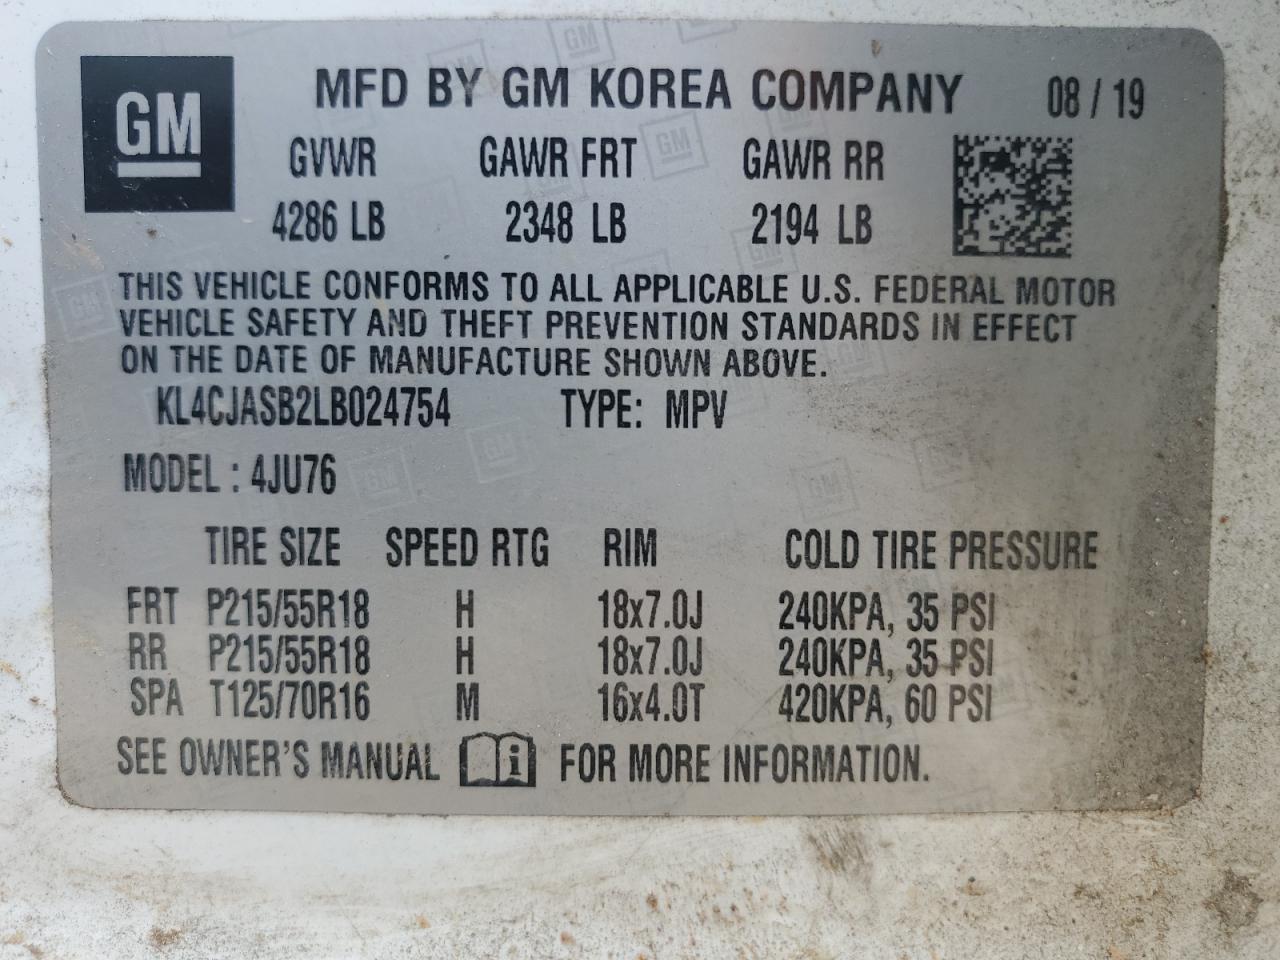 GM MFD BY GM KOREA COMPANY 08 / 19
GVWR GAWR FRT GAWR RR
4286 LB 2348 LB 2194 LB
THIS VEHICLE CONFORMS TO ALL APPLICABLE U.S. FEDERAL MOTOR
VEHICLE SAFETY AND THEFT PREVENTION STANDARDS IN EFFECT
ON THE DATE OF MANUFACTURE SHOWN ABOVE.
KL4CJASB2LB024754 TYPE: MPV
MODEL : 4JU76
TIRE SIZE SPEED RTG RIM COLD TIRE PRESSURE
FRT P215/55R18 H 18x7.0J 240KPA, 35 PSI
RR P215/55R18 H 18x7.0J 240KPA, 35 PSI
SPA T125/70R16 M 16x4.0T 420KPA, 60 PSI
SEE OWNER'S MANUAL i FOR MORE INFORMATION.